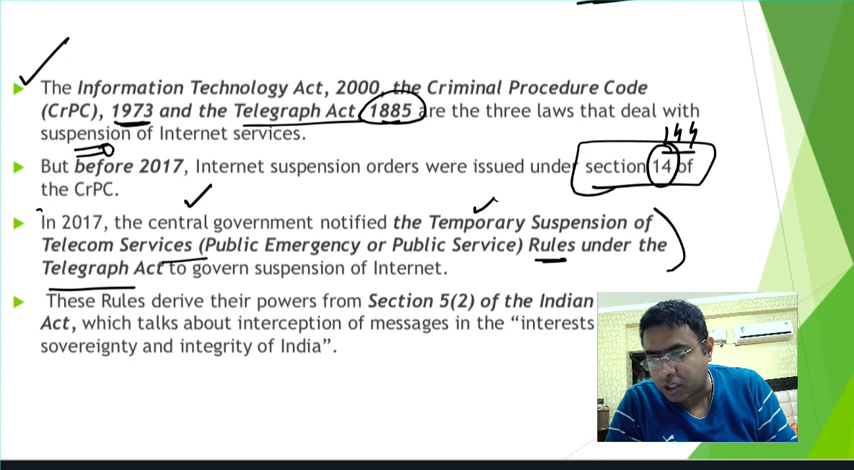 The Information Technology Act, 2000, the Criminal Procedure Code
(CrPC), 1973 and the Telegraph Act, 1885 are the three laws that deal with
suspension of Internet services.
144
But before 2017, Internet suspension orders were issued under section 14 of
the CrPC.
In 2017, the central government notified the Temporary Suspension of
Telecom Services (Public Emergency or Public Service) Rules under the
Telegraph Act to govern suspension of Internet.
These Rules derive their powers from Section 5(2) of the Indian
Act, which talks about interception of messages in the “interests
sovereignty and integrity of India”.